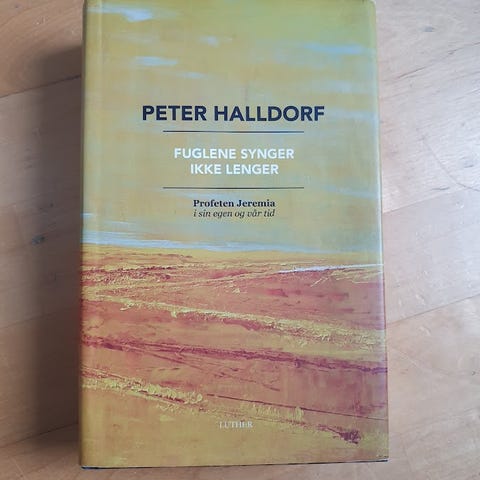 PETER HALLDORF
FUGLENE SYNGER
IKKE LENGER
Profeten Jeremia
i sin egen og vår tid
LUTHER